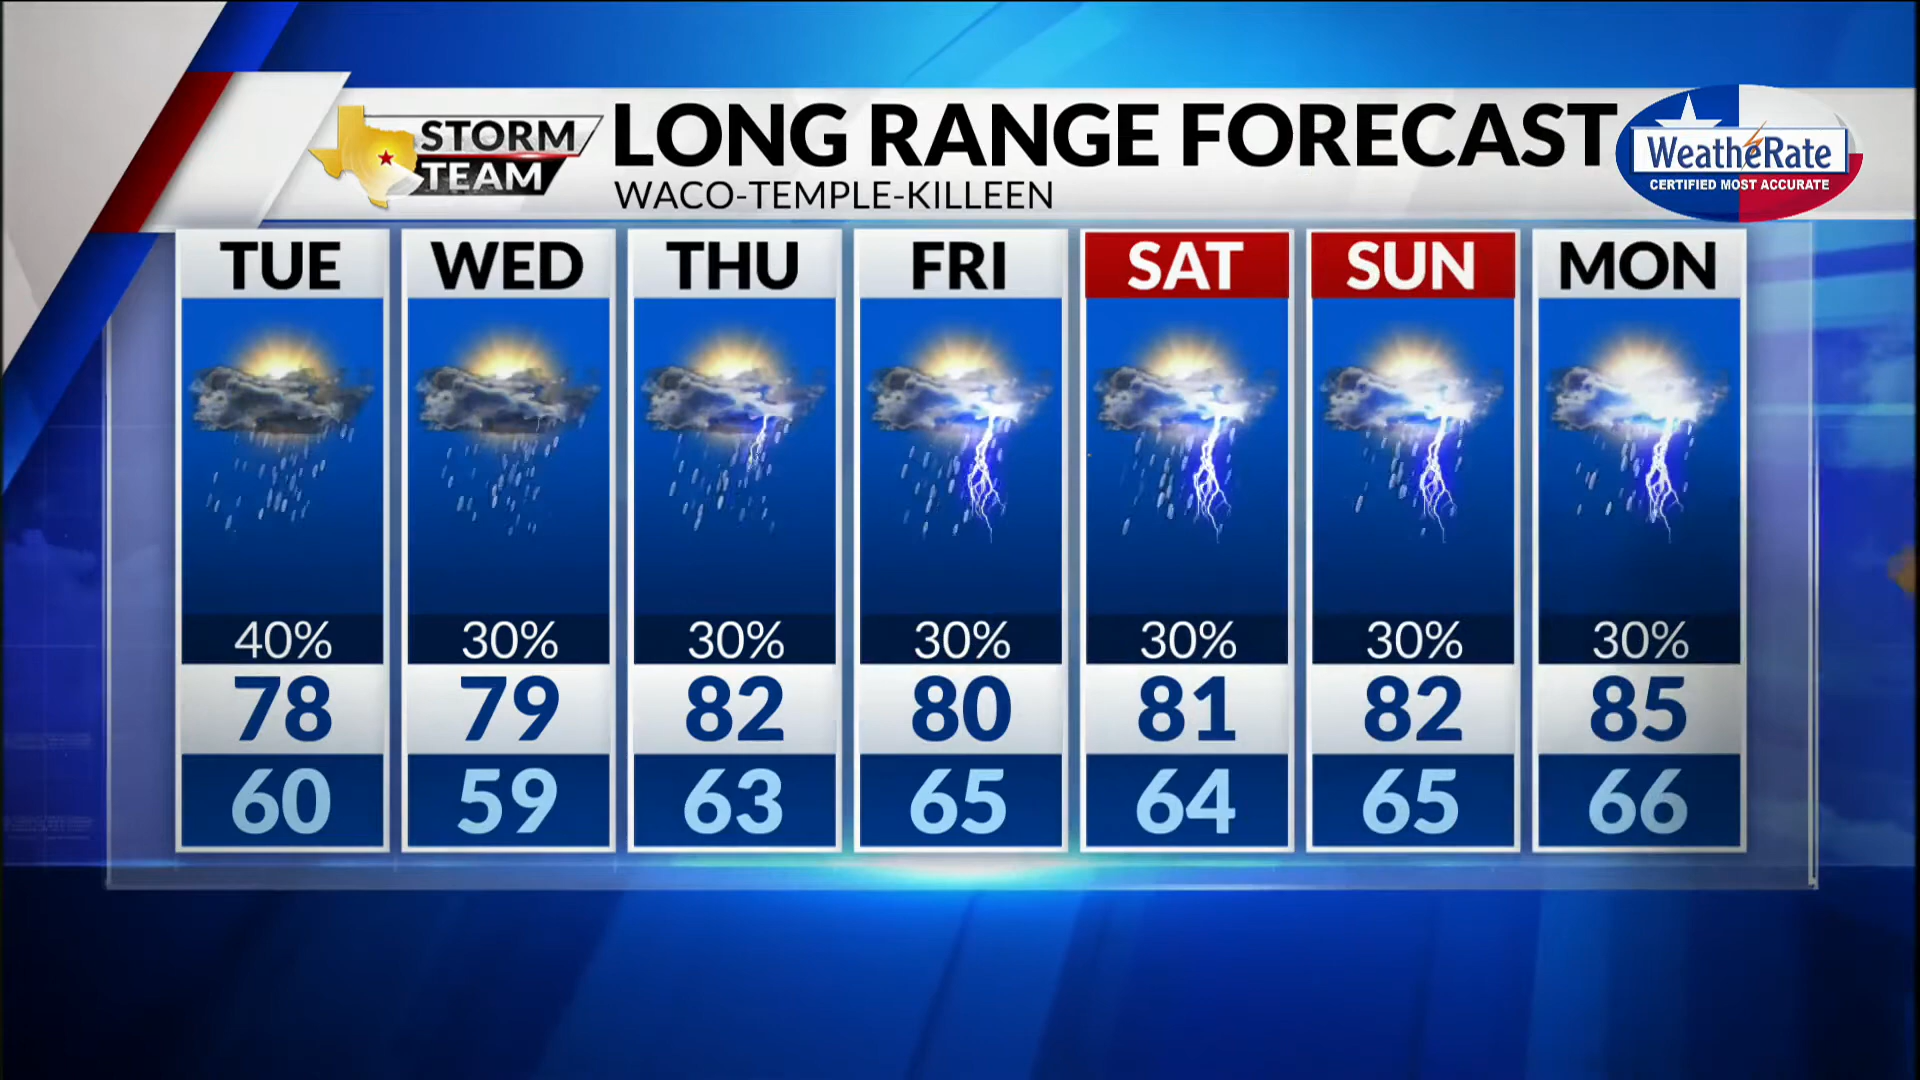 STORM
TEAM
LONG RANGE FORECAST
WACO-TEMPLE-KILLEEN
WeatheRate
CERTIFIED MOST ACCURATE
TUE WED THU FRI SAT SUN MON
40% 30% 30% 30% 30% 30% 30%
78 79 82 80 81 82 85
60 59 63 65 64 65 66